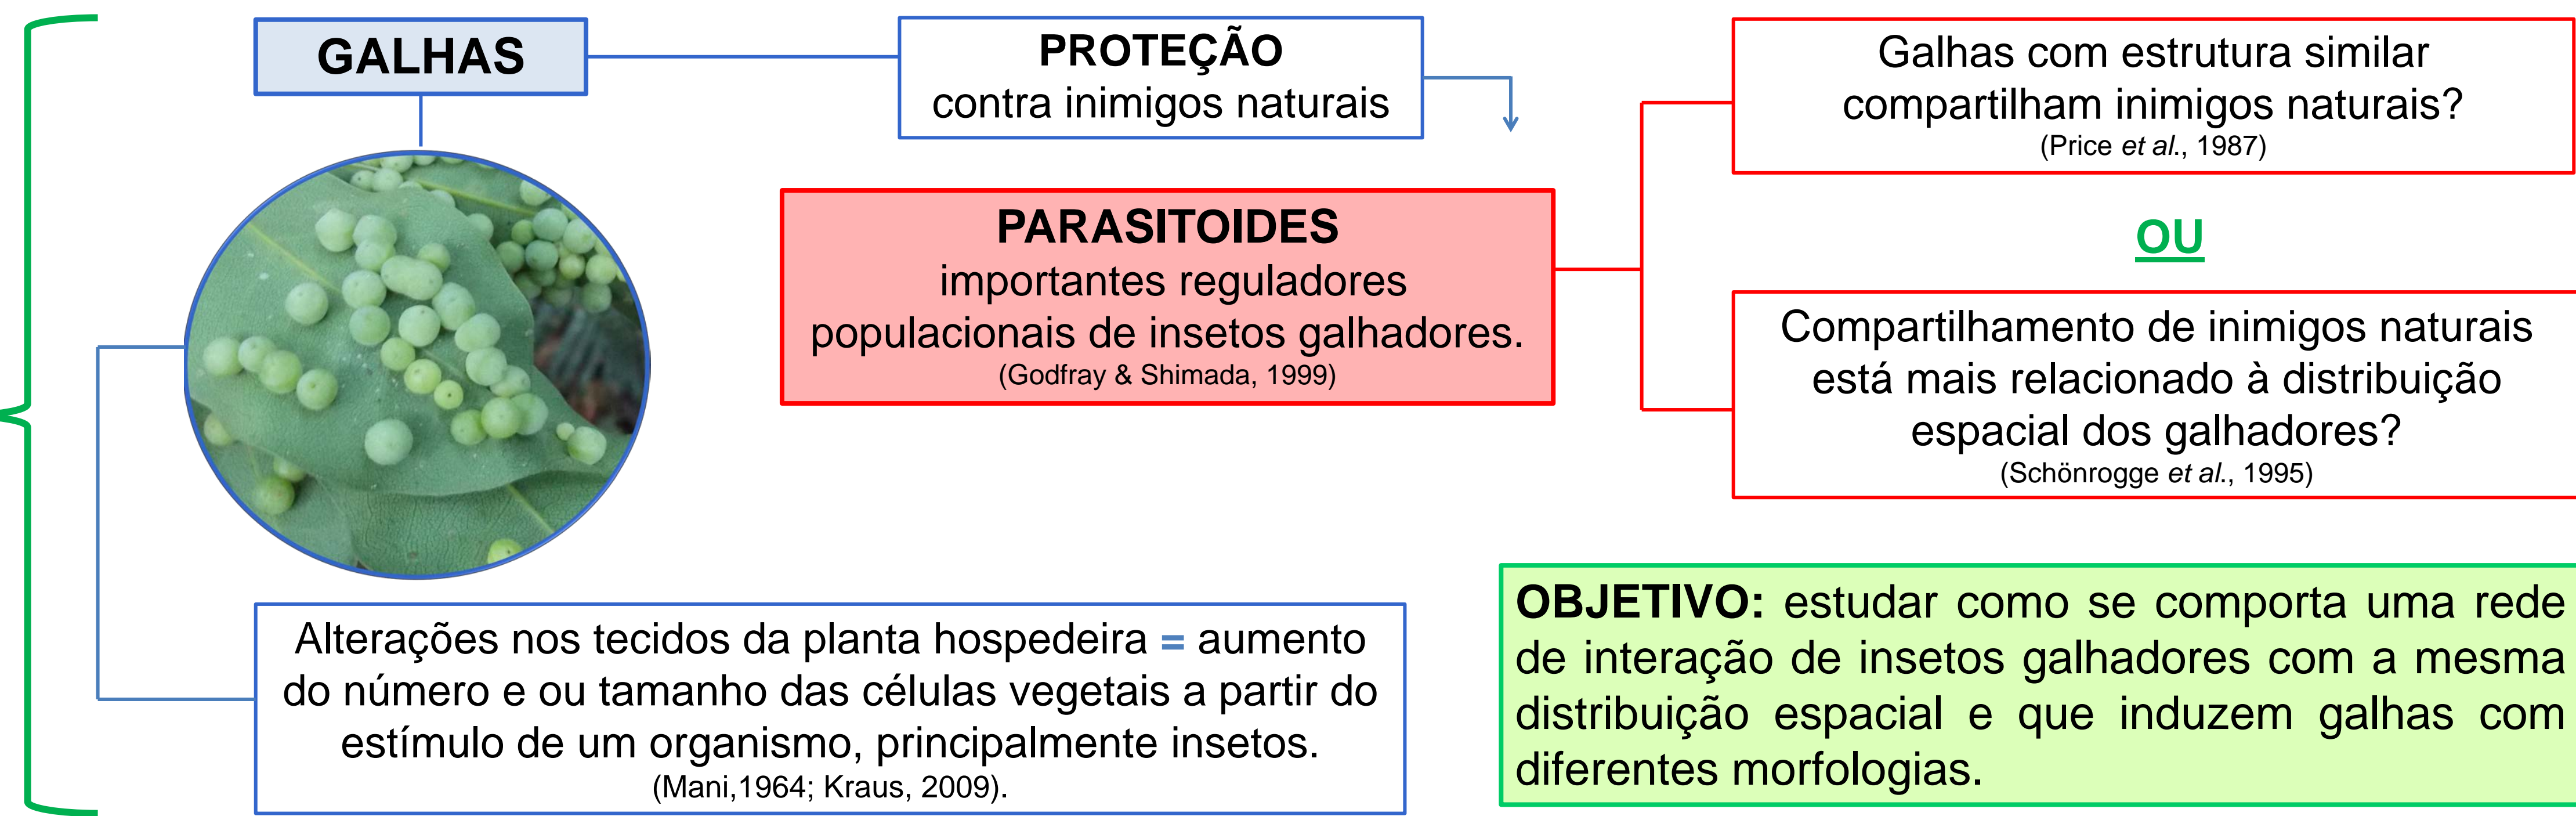 GALHAS
PROTEÇÃO
contra inimigos naturais
PARASITOIDES
importantes reguladores
populacionais de insetos galhadores.
(Godfray & Shimada, 1999)
Galhas com estrutura similar
compartilham inimigos naturais?
(Price et al., 1987)
OU
Compartilhamento de inimigos naturais
está mais relacionado à distribuição
espacial dos galhadores?
(Schönrogge et al., 1995)
Alterações nos tecidos da planta hospedeira = aumento
do número e ou tamanho das células vegetais a partir do
estímulo de um organismo, principalmente insetos.
(Mani,1964; Kraus, 2009).
OBJETIVO: estudar como se comporta uma rede
de interação de insetos galhadores com a mesma
distribuição espacial e que induzem galhas com
diferentes morfologias.